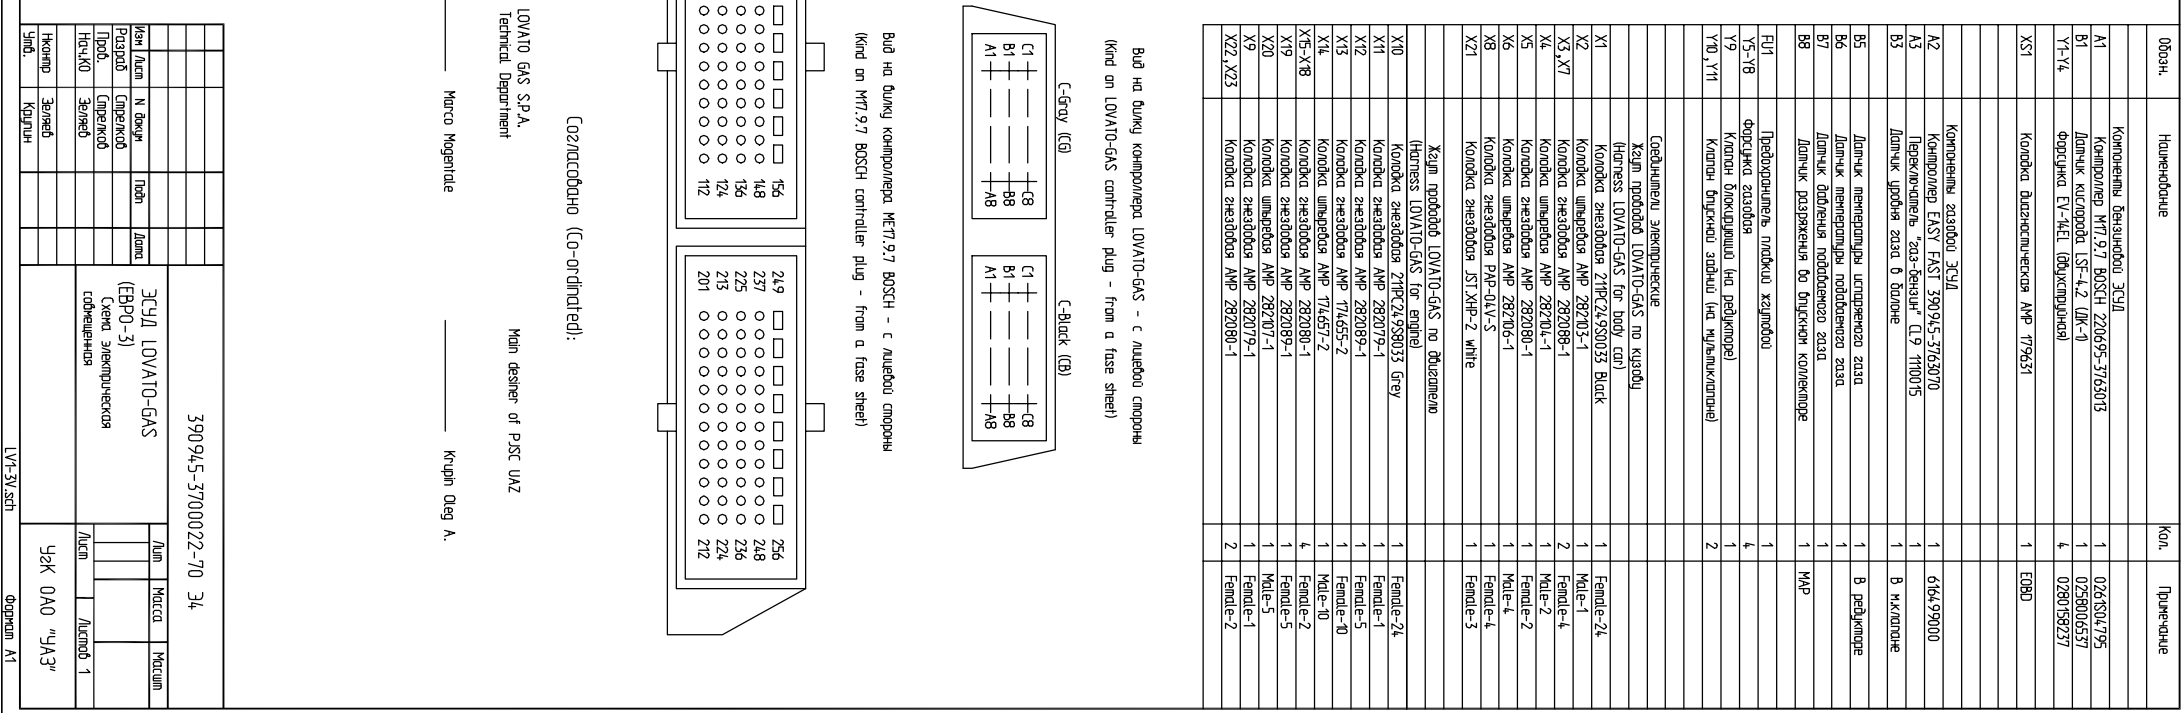 Обозн. Наименование Кол. Примечание
Компоненты бензиновой ЭСУД
A1 Контроллер М17.9.7 BOSCH 220695-3763013 1 0261S04795
B1 Датчик кислорода LSF-4.2 (ДК-1) 1 0258006537
Y1-Y4 Форсунка EV-14EL (двухструйная) 4 0280158237
XS1 Колодка диагностическая AMP 179631 1 EOBD
Компоненты газовой ЭСУД
A2 Контроллер EASY FAST 390945-3763070 1 616499000
A3 Переключатель "газ-бензин" CL9 1110015 1
B3 Датчик уровня газа в балоне 1 В м.клапане
B5 Датчик температуры испаряемого газа 1 В редукторе
B6 Датчик температуры подаваемого газа 1
B7 Датчик давления подаваемого газа 1
B8 Датчик разряжения во впускном коллекторе 1 MAP
FU1 Предохранитель плавкий жгутовой 1
Y5-Y8 Форсунка газовая 4
Y9 Клапан блокирующий (на редукторе) 1
Y10,Y11 Клапан впускной задний (на мультиклапане) 2
Соединители электрические
Жгут проводов LOVATO-GAS по кузову
(Harness LOVATO-GAS for body car)
X1 Колодка гнездовая 211PC249S0033 Black 1 Female-24
X2 Колодка штыревая AMP 282103-1 1 Male-1
X3,X7 Колодка гнездовая AMP 282088-1 2 Female-4
X4 Колодка штыревая AMP 282104-1 1 Male-2
X5 Колодка гнездовая AMP 282080-1 1 Female-2
X6 Колодка штыревая AMP 282106-1 1 Male-4
X8 Колодка гнездовая PAP-04V-S 1 Female-4
X21 Колодка гнездовая JST.XHP-2 white 1 Female-3
Жгут проводов LOVATO-GAS по двигателю
(Harness LOVATO-GAS for engine)
X10 Колодка гнездовая 211PC249S8033 Grey 1 Female-24
X11 Колодка гнездовая AMP 282079-1 1 Female-1
X12 Колодка гнездовая AMP 282089-1 1 Female-5
X13 Колодка гнездовая AMP 174655-2 1 Female-10
X14 Колодка штыревая AMP 174657-2 1 Male-10
X15-X18 Колодка гнездовая AMP 282080-1 4 Female-2
X19 Колодка гнездовая AMP 282089-1 1 Female-5
X20 Колодка штыревая AMP 282107-1 1 Male-5
X9 Колодка гнездовая AMP 282079-1 1 Female-1
X22,X23 Колодка гнездовая AMP 282080-1 2 Female-2
Вид на вилку контроллера LOVATO-GAS - с лицевой стороны
(Kind on LOVATO-GAS controller plug - from a fase sheet)
C-Gray (CG) C-Black (CB)
C1 C8 C1 C8
B1 B8 B1 B8
A1 A8 A1 A8
Вид на вилку контроллера МЕ17.9.7 BOSCH - с лицевой стороны
(Kind on M17.9.7 BOSCH controller plug - from a fase sheet)
156 249 256
148 237 248
136 225 236
124 213 224
112 201 212
Согласовано (Co-ordinated):
LOVATO GAS S.P.A. Main desiner of PJSC UAZ
Technical Department
Marco Mogentale Krupin Oleg A.
390945-3700022-70 Э4
ЭСУД LOVATO-GAS
(ЕВРО-3)
Схема электрическая
совмещенная
Лит Масса Масшт
Лист Листов 1
УгК ОАО "УАЗ"
Изм Лист N докум Подп Дата
Разраб Стрелков
Пров. Стрелков
Нач.КО Зеляев
Нконтр Зеляев
Утв. Крупин
LV1-3V.sch Формат А1